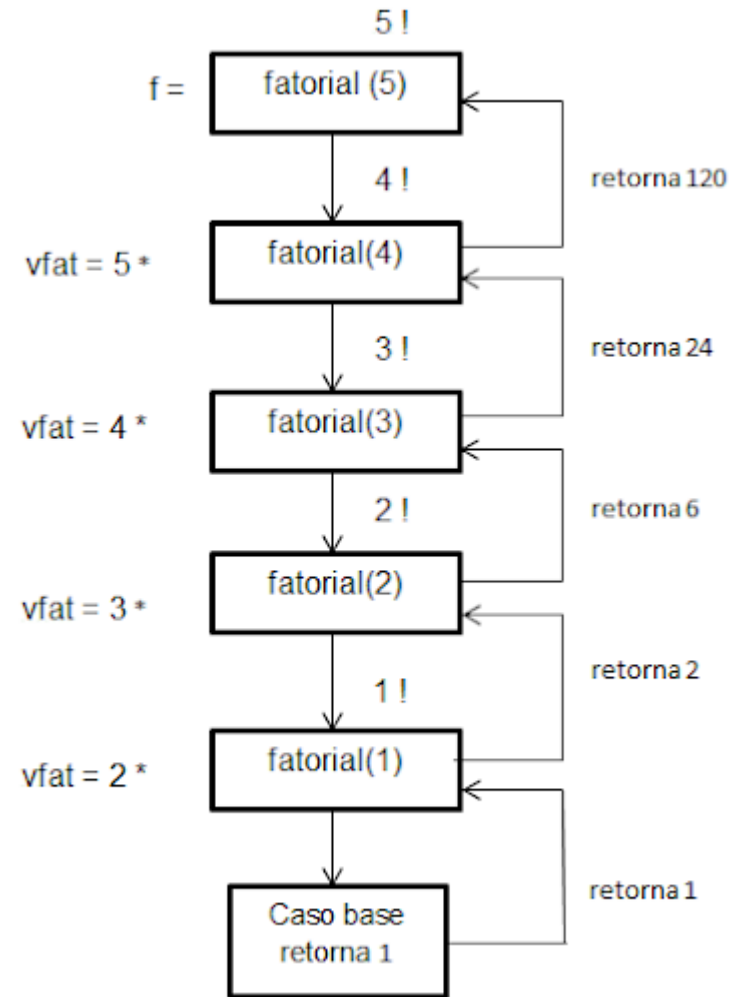 5 !
f =
fatorial (5)
4 !
retorna 120
vfat = 5 *
fatorial(4)
3 !
retorna 24
vfat = 4 *
fatorial(3)
2 !
retorna 6
vfat = 3 *
fatorial(2)
1 !
retorna 2
vfat = 2 *
fatorial(1)
retorna 1
Caso base
retorna 1